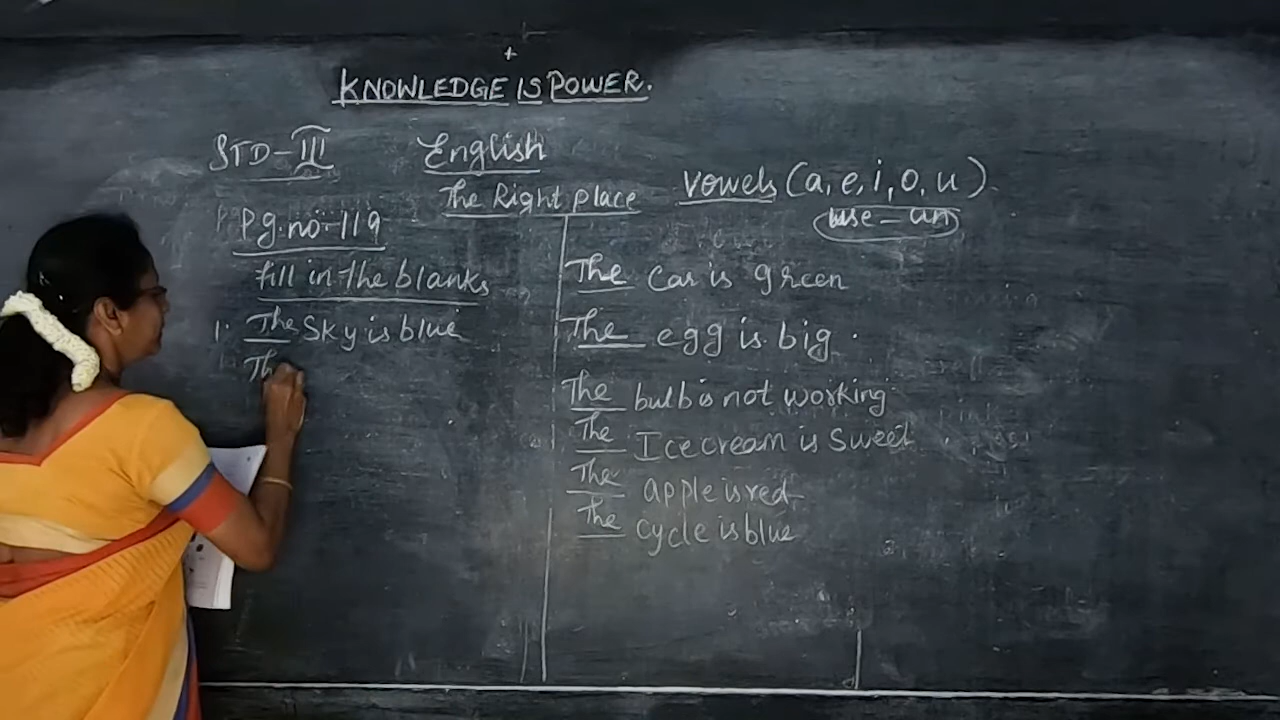 KNOWLEDGE IS POWER.
STD-III
English
The Right place
Pg.no:-119
fill in the blanks
1. The Sky is blue
Th
vowels (a, e, i, o, u)
use - an
The car is green
The egg is big.
The bulb is not working
The Ice cream is sweet
The apple is red
The cycle is blue